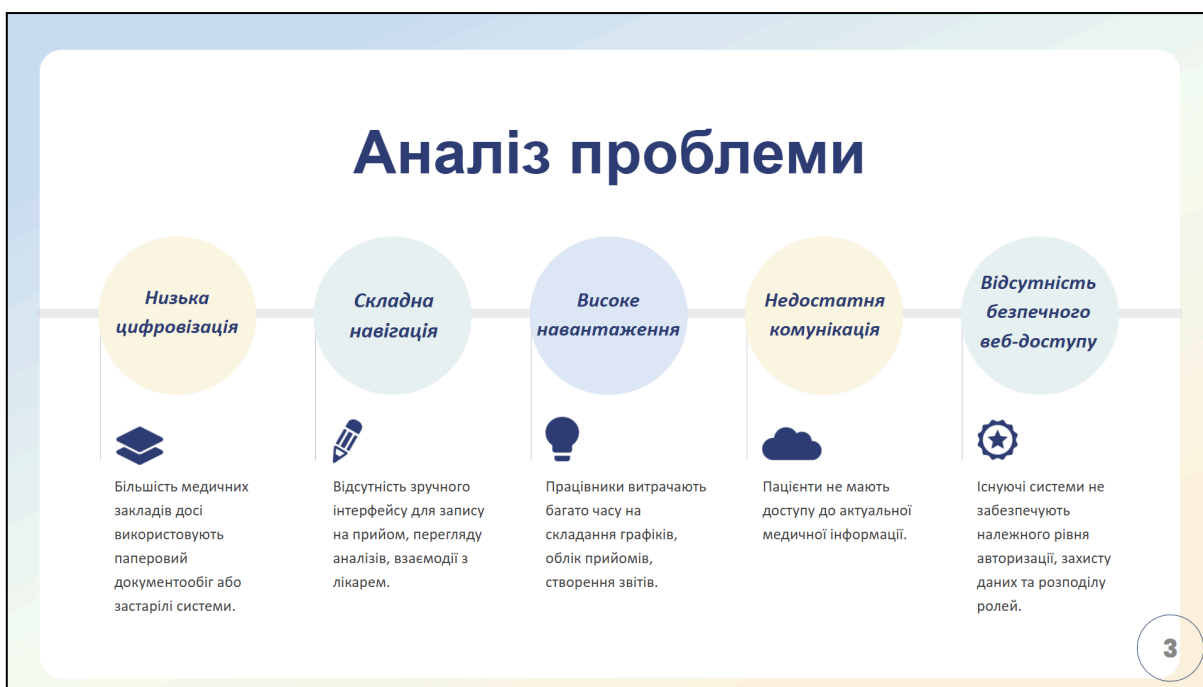 Аналіз проблеми
Низька
цифровізація
Складна
навігація
Високе
навантаження
Недостатня
комунікація
Відсутність
безпечного
веб-доступу
Більшість медичних
закладів досі
використовують
паперовий
документообіг або
застарілі системи.
Відсутність зручного
інтерфейсу для запису
на прийом, перегляду
аналізів, взаємодії з
лікарем.
Працівники витрачають
багато часу на
складання графіків,
облік прийомів,
створення звітів.
Пацієнти не мають
доступу до актуальної
медичної інформації.
Існуючі системи не
забезпечують
належного рівня
авторизації, захисту
даних та розподілу
ролей.
3